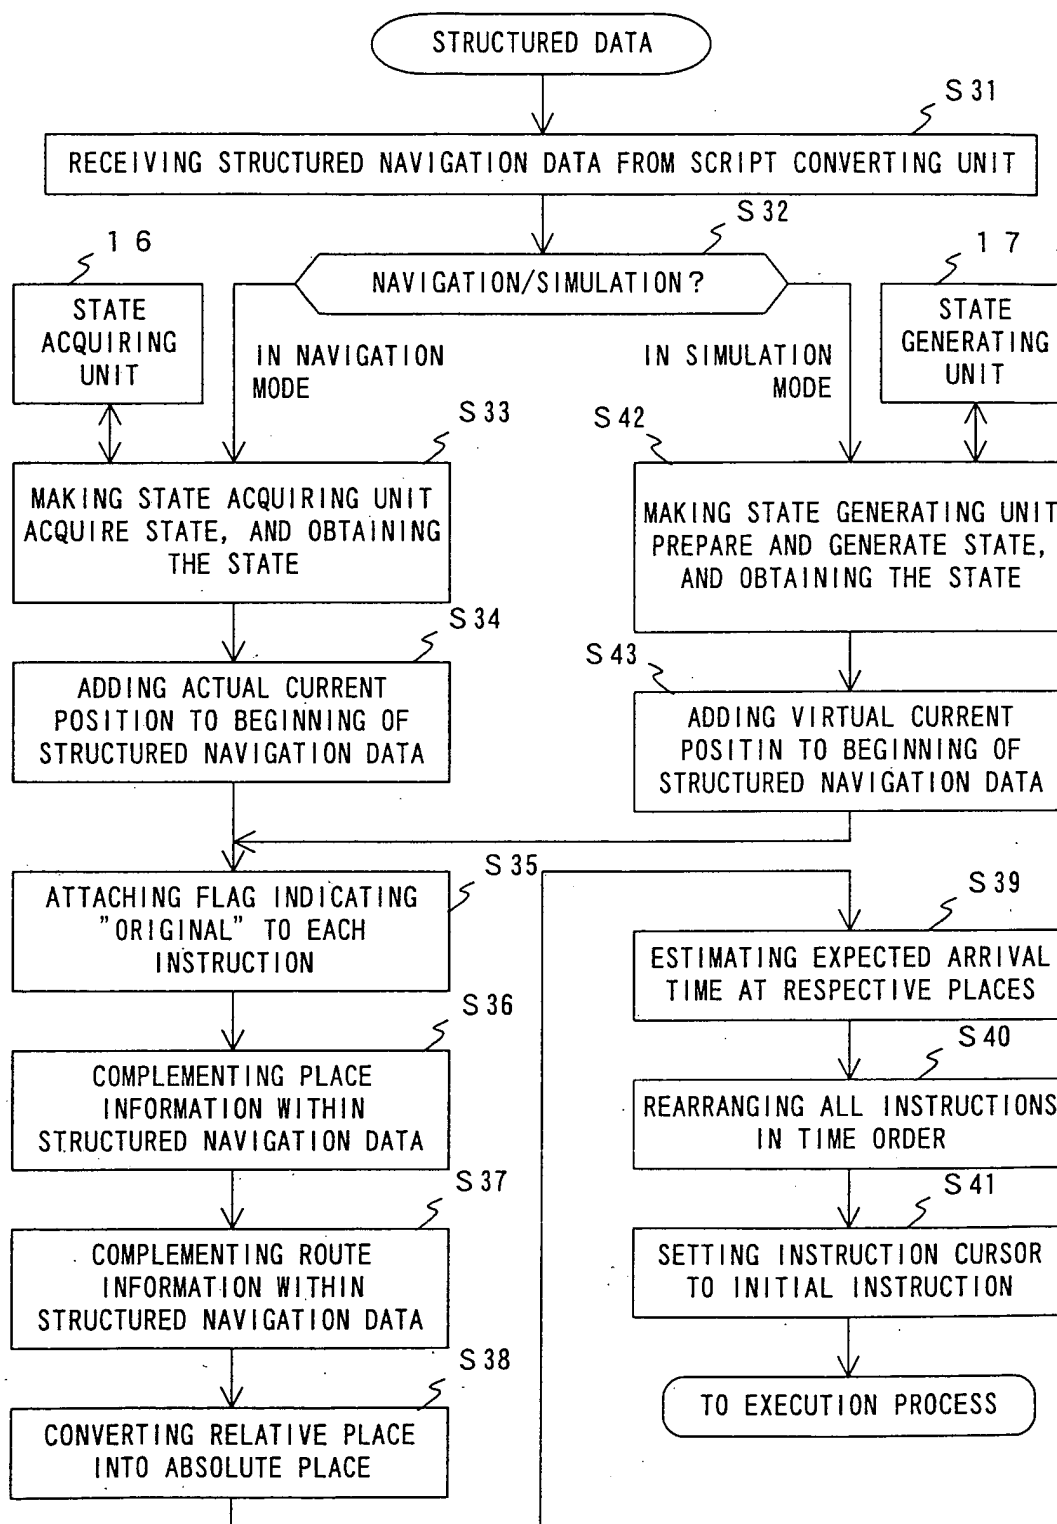 STRUCTURED DATA
S31
RECEIVING STRUCTURED NAVIGATION DATA FROM SCRIPT CONVERTING UNIT
S32
16
17
NAVIGATION/SIMULATION?
STATE
ACQUIRING
UNIT
STATE
GENERATING
UNIT
IN NAVIGATION
MODE
IN SIMULATION
MODE
S33
S42
MAKING STATE ACQUIRING UNIT
ACQUIRE STATE, AND OBTAINING
THE STATE
MAKING STATE GENERATING UNIT
PREPARE AND GENERATE STATE,
AND OBTAINING THE STATE
S34
S43
ADDING ACTUAL CURRENT
POSITION TO BEGINNING OF
STRUCTURED NAVIGATION DATA
ADDING VIRTUAL CURRENT
POSITIN TO BEGINNING OF
STRUCTURED NAVIGATION DATA
S35
ATTACHING FLAG INDICATING
"ORIGINAL" TO EACH
INSTRUCTION
S36
COMPLEMENTING PLACE
INFORMATION WITHIN
STRUCTURED NAVIGATION DATA
S37
COMPLEMENTING ROUTE
INFORMATION WITHIN
STRUCTURED NAVIGATION DATA
S38
CONVERTING RELATIVE PLACE
INTO ABSOLUTE PLACE
S39
ESTIMATING EXPECTED ARRIVAL
TIME AT RESPECTIVE PLACES
S40
REARRANGING ALL INSTRUCTIONS
IN TIME ORDER
S41
SETTING INSTRUCTION CURSOR
TO INITIAL INSTRUCTION
TO EXECUTION PROCESS